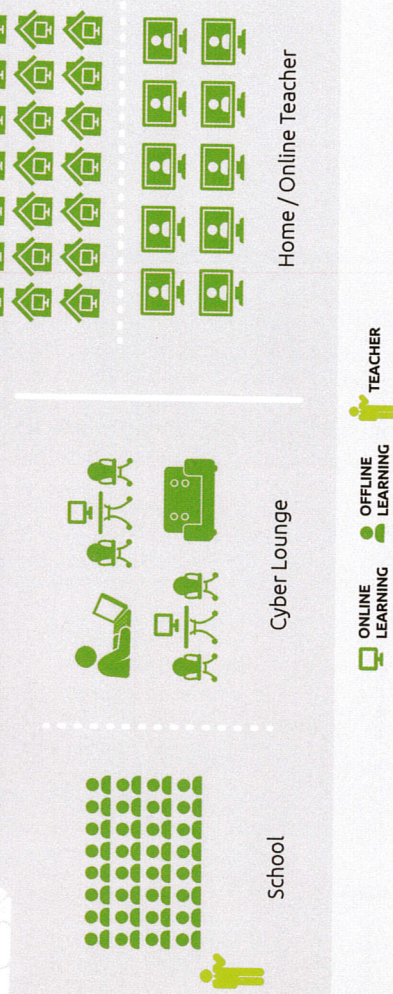 School
Cyber Lounge
Home / Online Teacher
ONLINE
LEARNING
OFFLINE
LEARNING
TEACHER